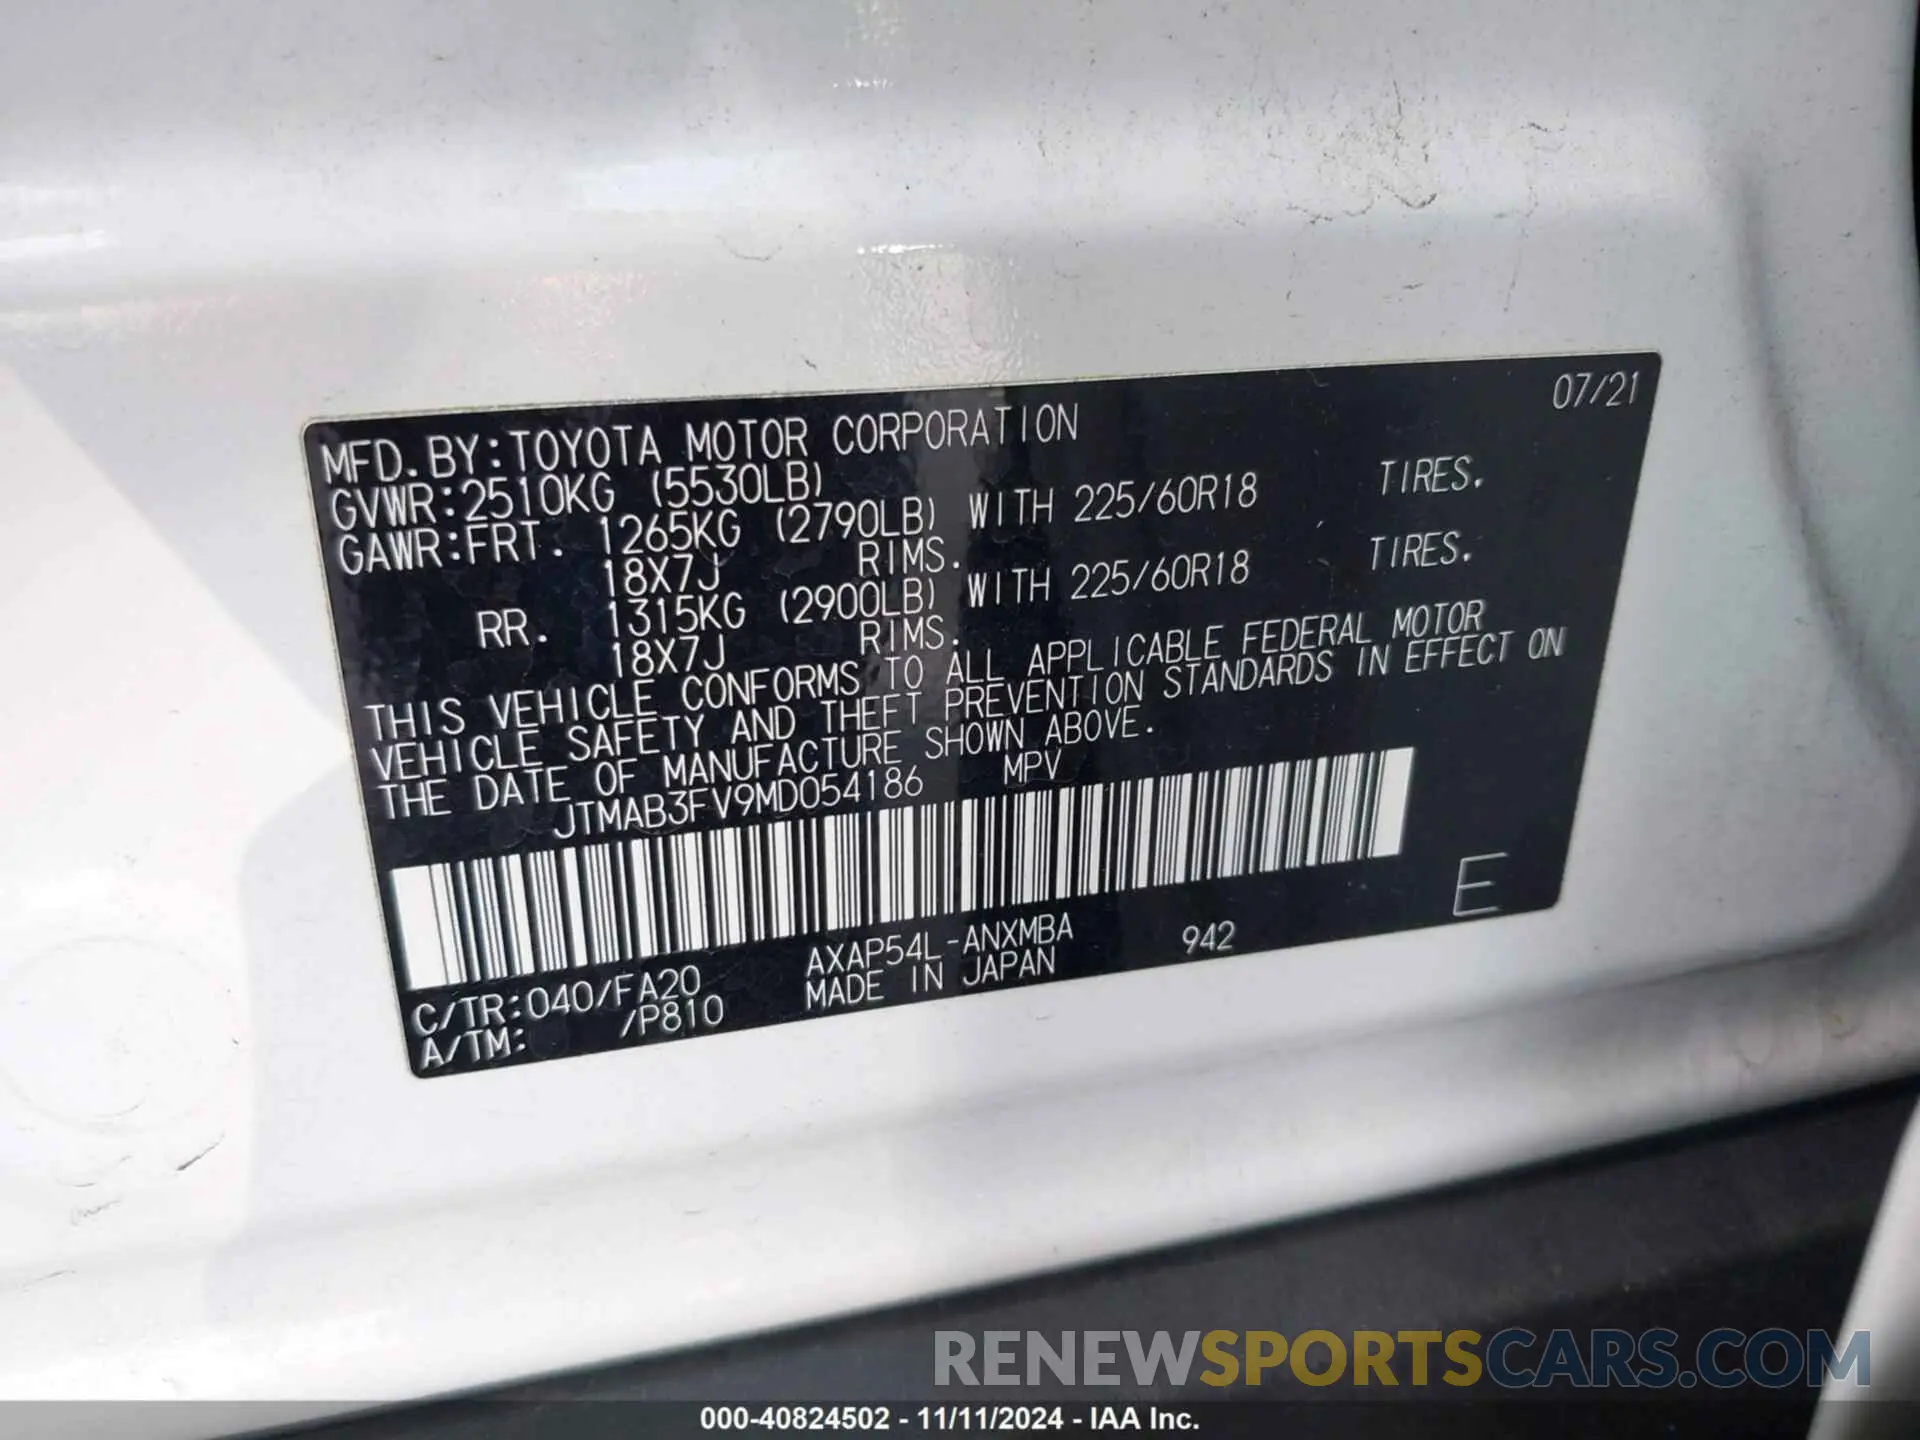 07/21
MFD.BY:TOYOTA MOTOR CORPORATION
GVWR:2510KG (5530LB)
GAWR:FRT. 1265KG (2790LB) WITH 225/60R18 TIRES.
18X7J RIMS.
RR. 1315KG (2900LB) WITH 225/60R18 TIRES.
18X7J RIMS.
THIS VEHICLE CONFORMS TO ALL APPLICABLE FEDERAL MOTOR
VEHICLE SAFETY AND THEFT PREVENTION STANDARDS IN EFFECT ON
THE DATE OF MANUFACTURE SHOWN ABOVE.
JTMAB3FV9MD054186 MPV
E
C/TR:040/FA20 AXAP54L-ANXMBA 942
A/TM: /P810 MADE IN JAPAN
RENEWSPORTSCARS.COM
000-40824502 - 11/11/2024 - IAA Inc.